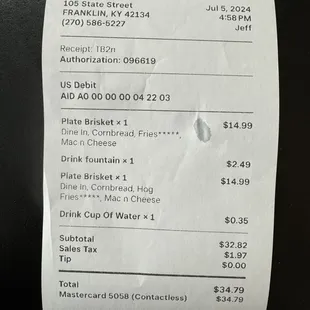 105 State Street
FRANKLIN, KY 42134
(270) 586-5227
Jul 5, 2024
4:58 PM
Jeff
Receipt: 1B2n
Authorization: 096619
US Debit
AID A0 00 00 00 04 22 03
Plate Brisket × 1 $14.99
Dine In, Cornbread, Fries*****,
Mac n Cheese
Drink fountain × 1 $2.49
Plate Brisket × 1 $14.99
Dine In, Cornbread, Hog
Fries*****, Mac n Cheese
Drink Cup Of Water × 1 $0.35
Subtotal $32.82
Sales Tax $1.97
Tip $0.00
Total $34.79
Mastercard 5058 (Contactless) $34.79